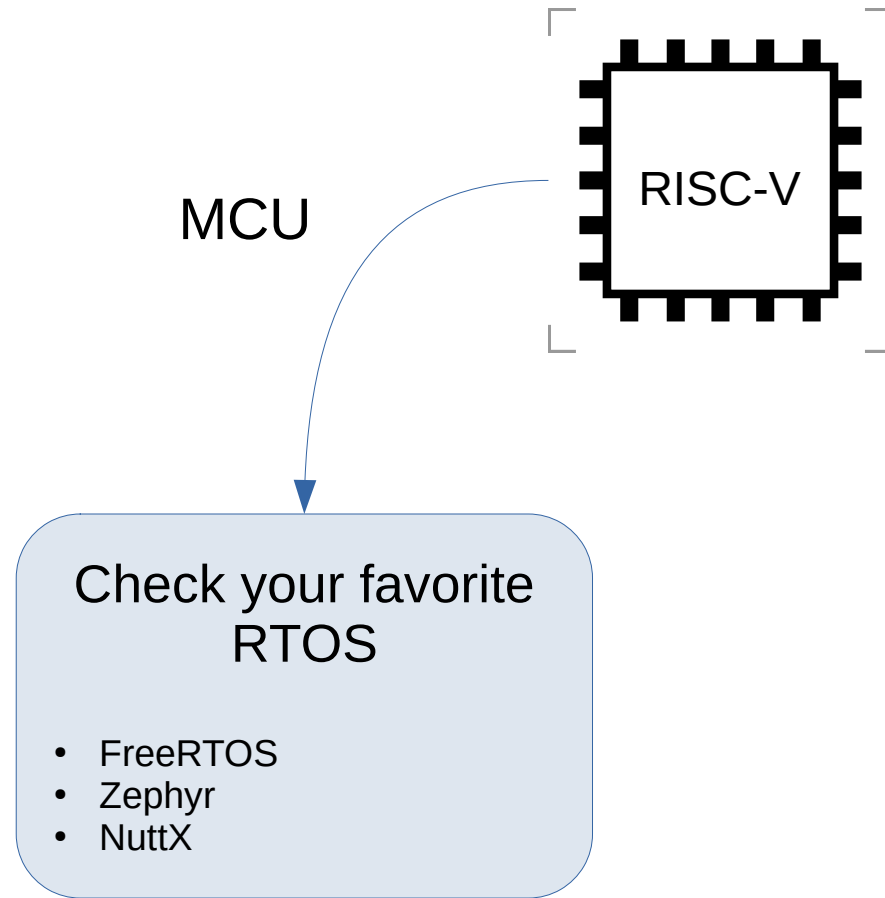 RISC-V
MCU
Check your favorite
RTOS
• FreeRTOS
• Zephyr
• NuttX